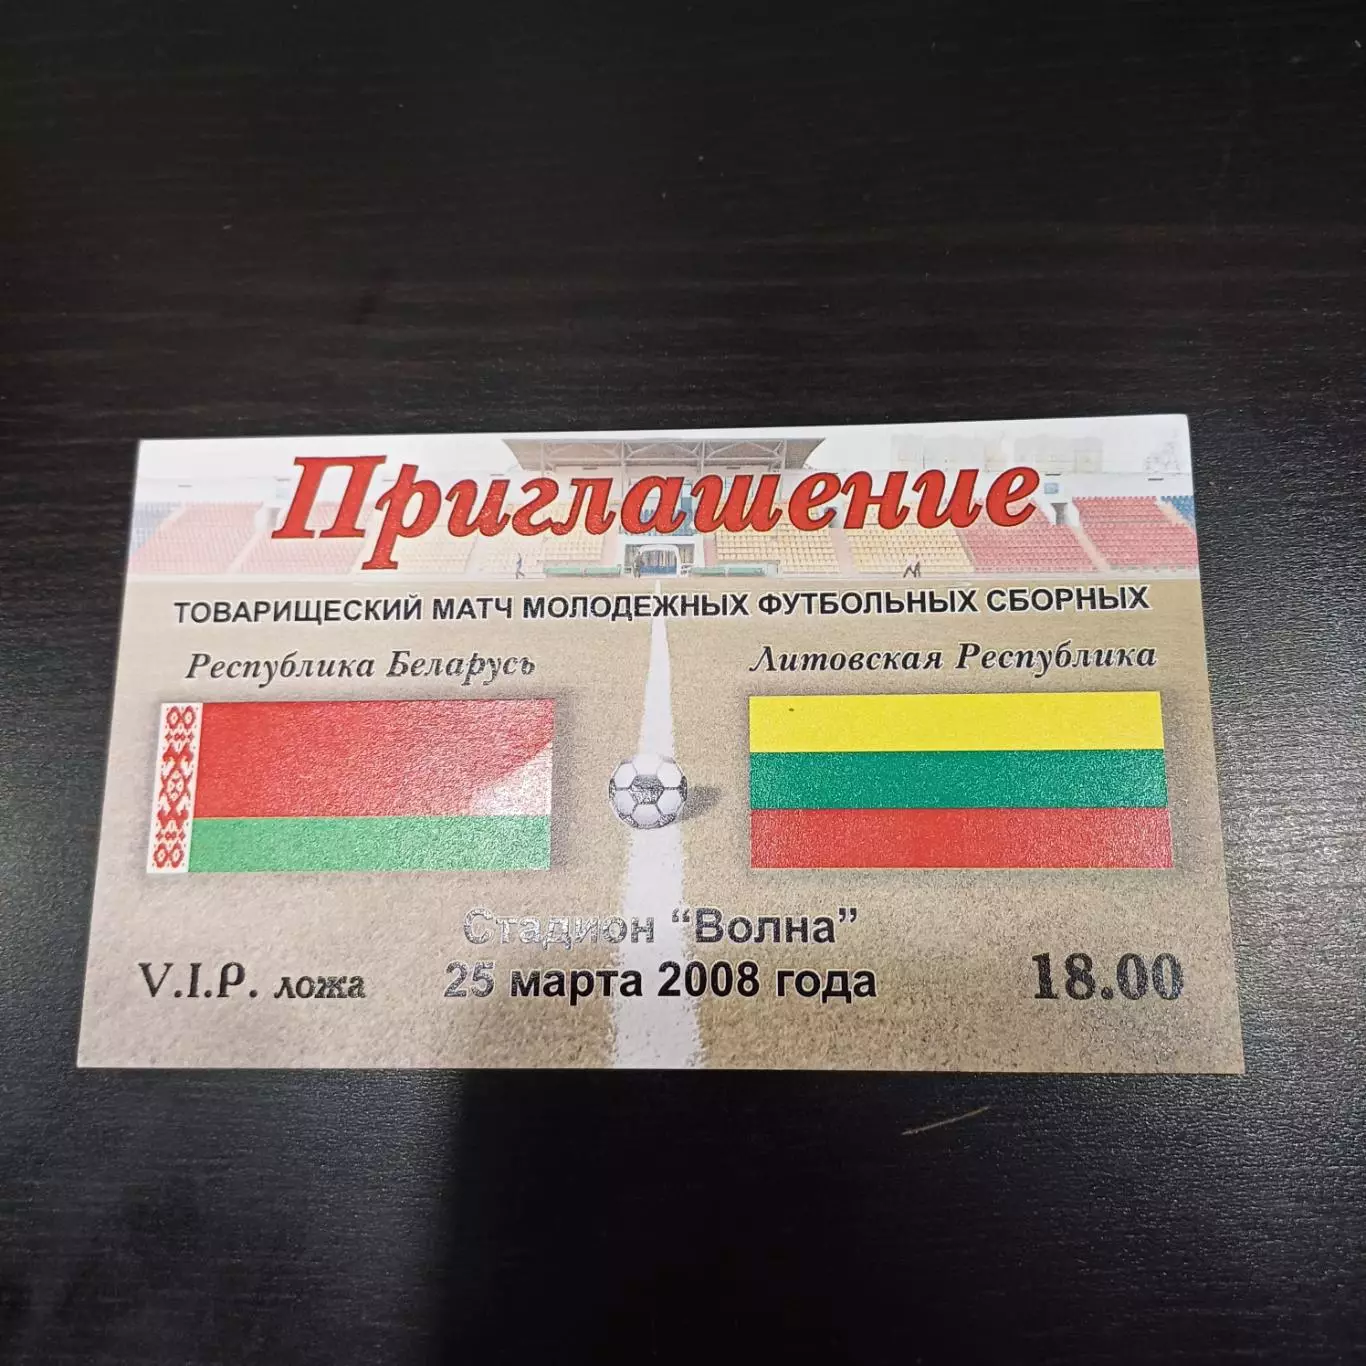 Приглашение
ТОВАРИЩЕСКИЙ МАТЧ МОЛОДЕЖНЫХ ФУТБОЛЬНЫХ СБОРНЫХ
Республика Беларусь
Литовская Республика
Стадион “Волна”
V.I.P. ложа
25 марта 2008 года
18.00